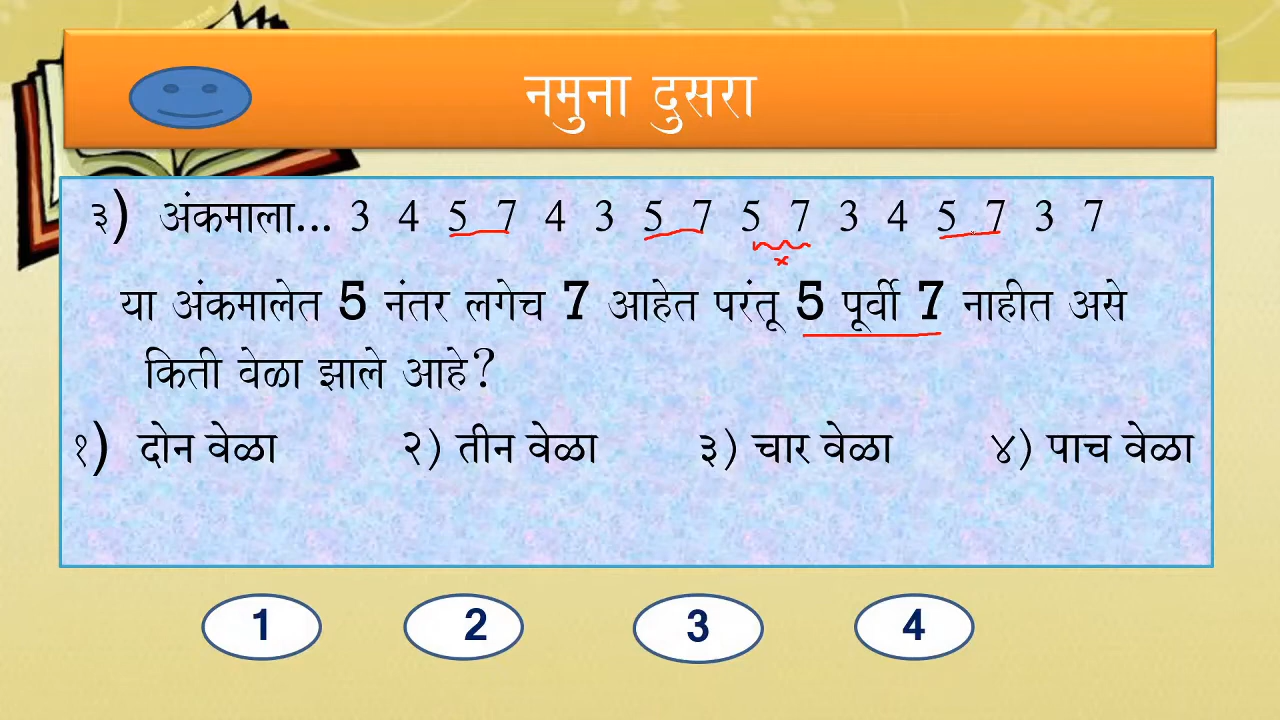 नमुना दुसरा
३) अंकमाला... 3 4 5 7 4 3 5 7 5 7 3 4 5 7 3 7
या अंकमालेत 5 नंतर लगेच 7 आहेत परंतू 5 पूर्वी 7 नाहीत असे
किती वेळा झाले आहे?
१) दोन वेळा २) तीन वेळा ३) चार वेळा ४) पाच वेळा
1 2 3 4